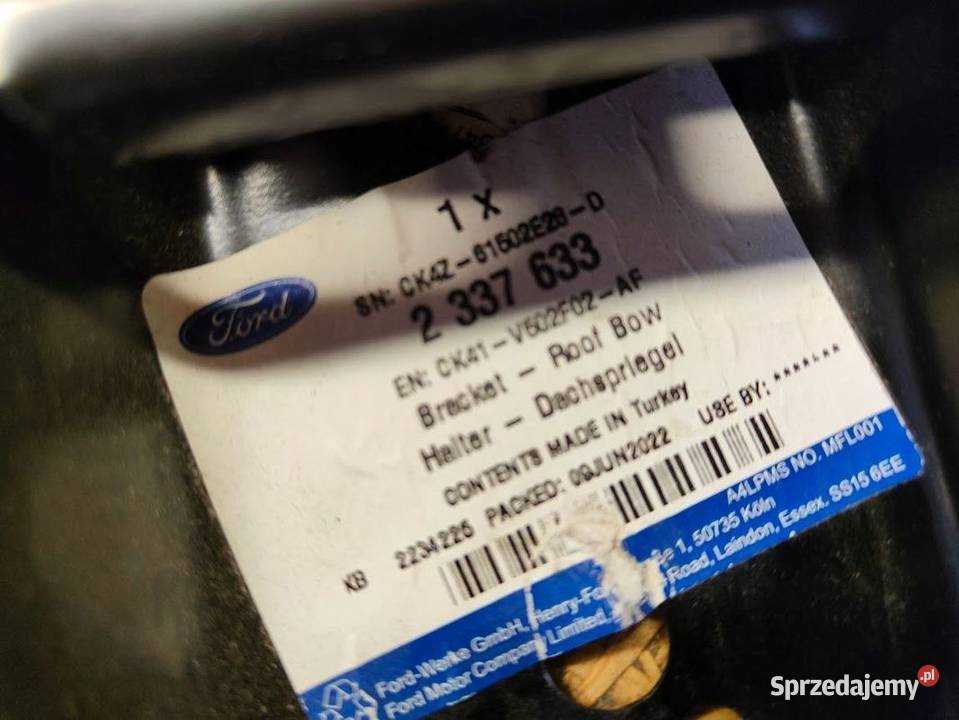 1 X
Ford
SN: CK4Z-61502E28-D
2 337 633
EN: CK41-V502F02-AF
Bracket - Roof Bow
Halter - Dachspriegel
CONTENTS MADE IN Turkey
KB 2234226 PACKED: 09JUN2022 USE BY: *******
A4LPMS NO. MFL001
Ford-Werke GmbH, Henry-Fo 1, 50735 Köln
Ford Motor Company Limited, Road, Laindon, Essex. SS15 6EE
Sprzedajemy.pl